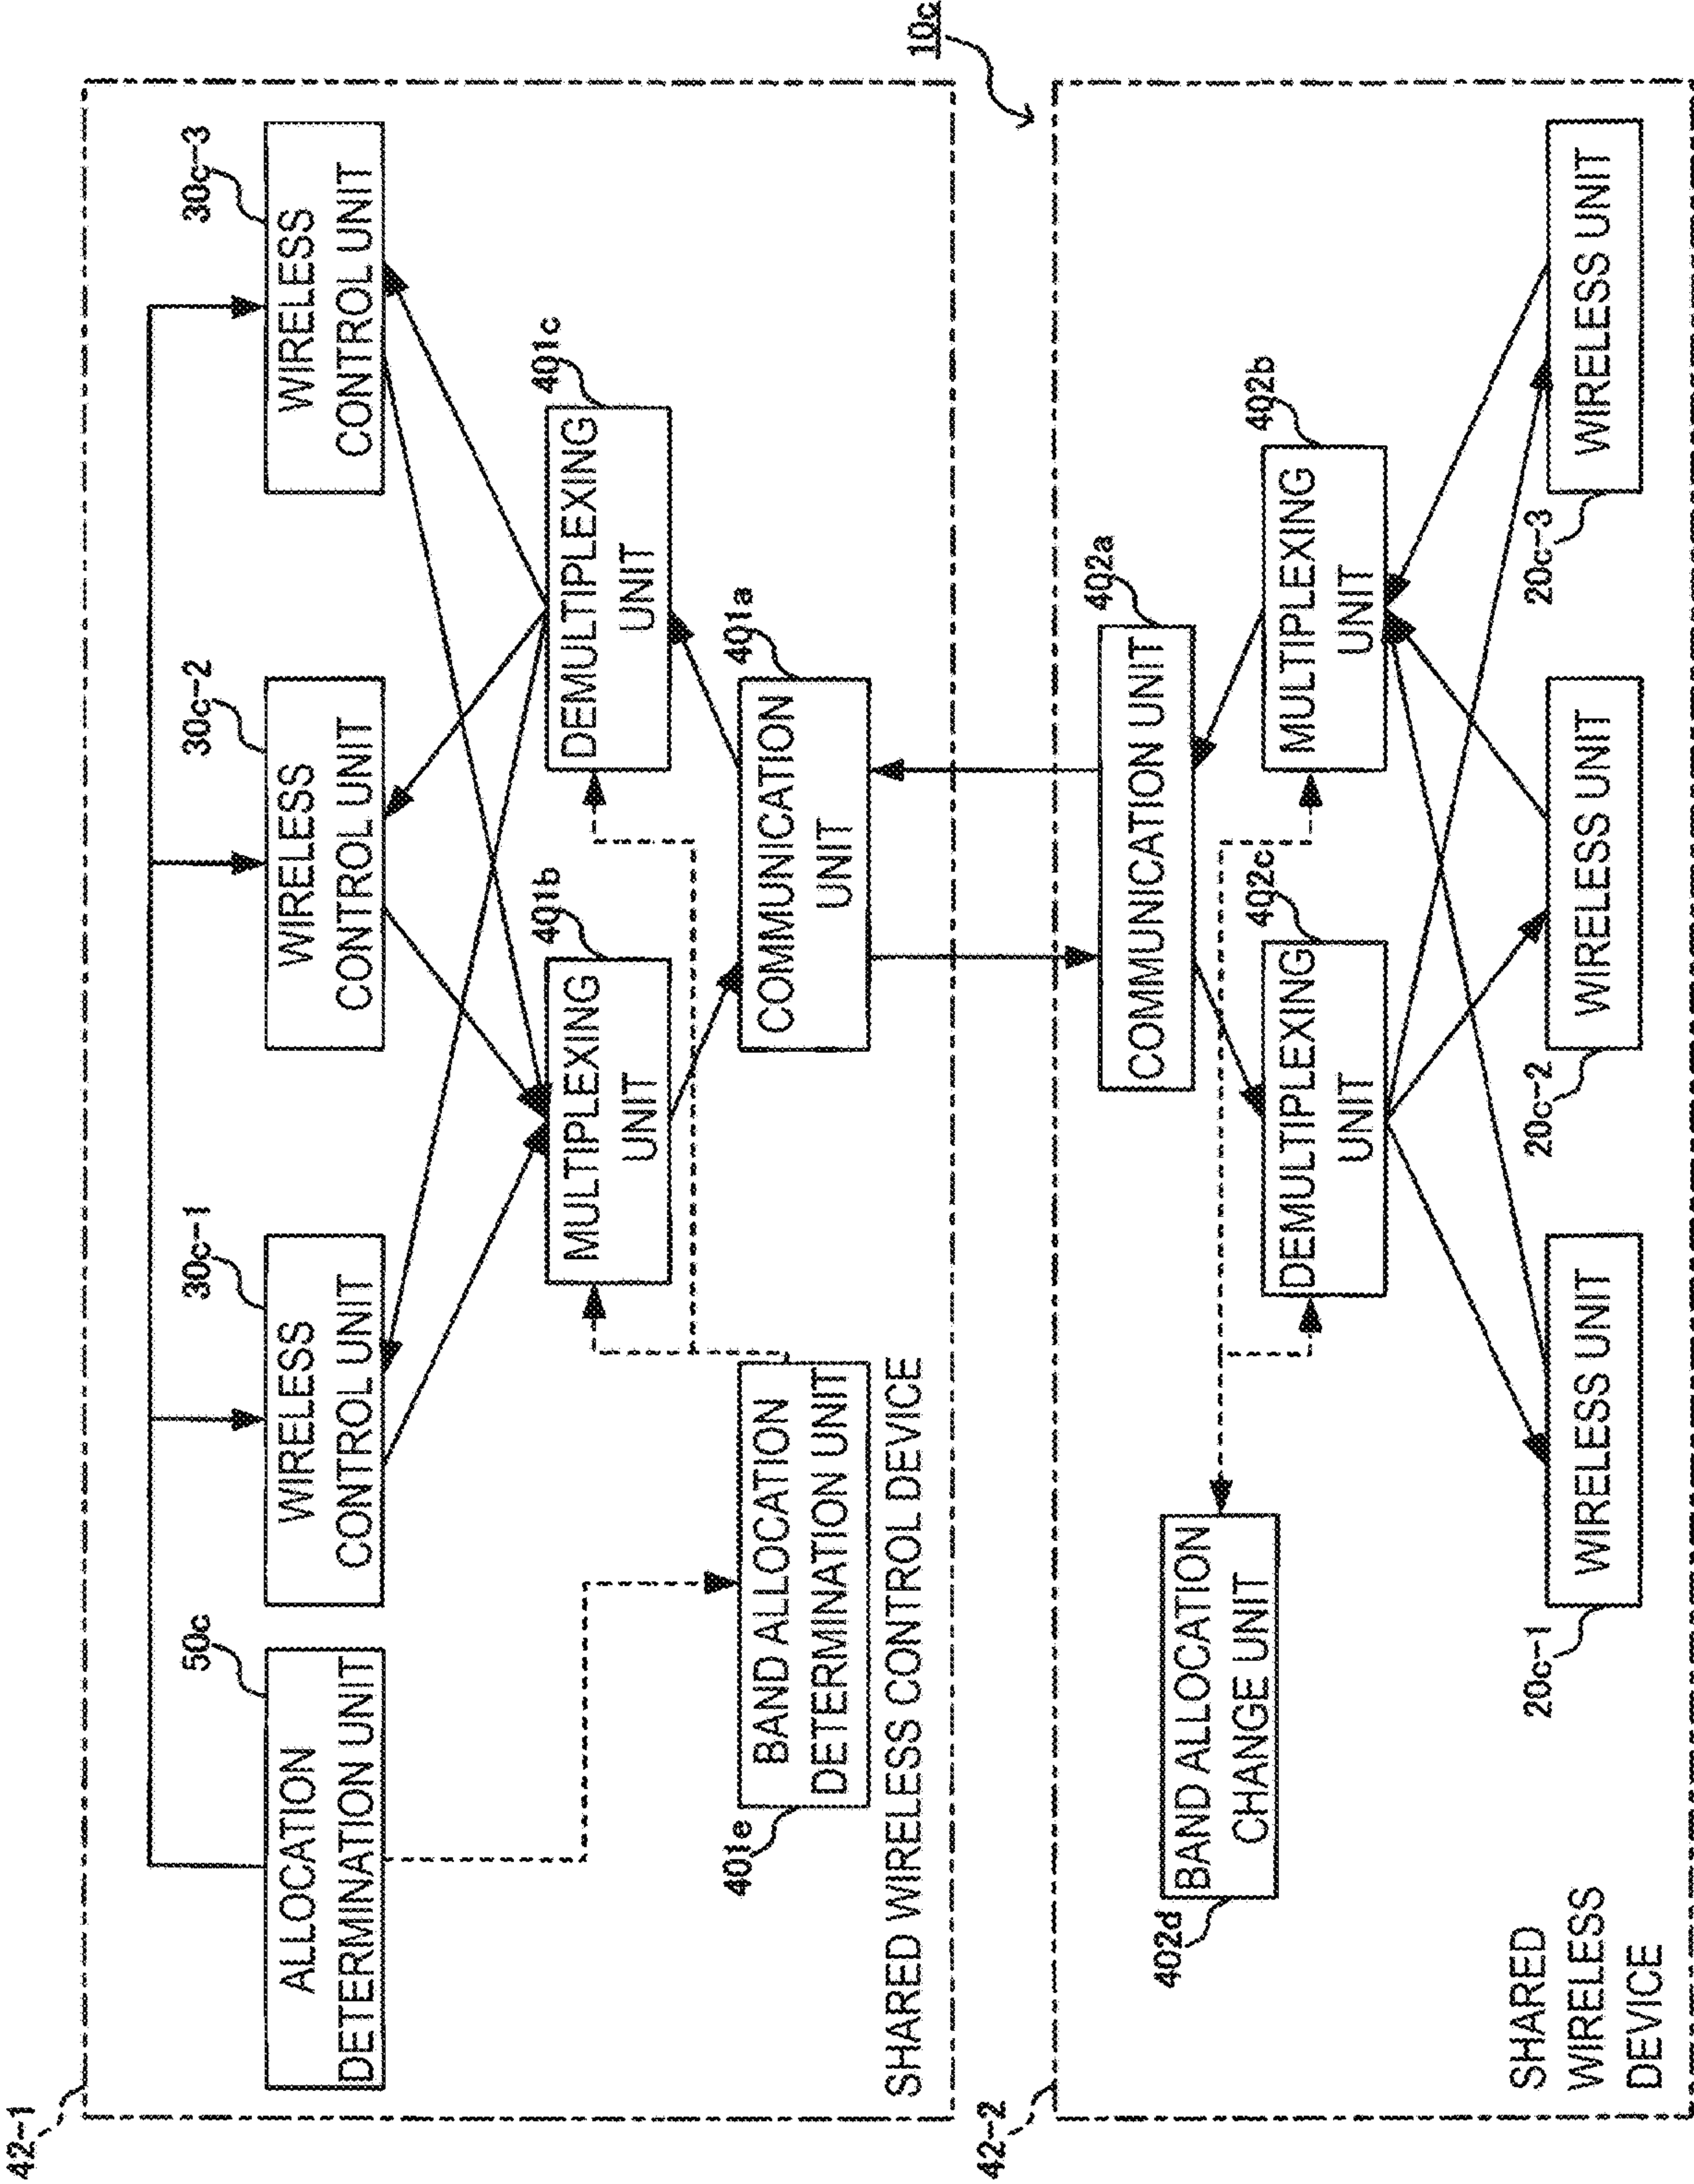 10c
42-1
50c
ALLOCATION
DETERMINATION UNIT
30c-1
WIRELESS
CONTROL UNIT
30c-2
WIRELESS
CONTROL UNIT
30c-3
WIRELESS
CONTROL UNIT
401b
MULTIPLEXING
UNIT
401c
DEMULTIPLEXING
UNIT
401e
BAND ALLOCATION
DETERMINATION UNIT
401a
COMMUNICATION
UNIT
SHARED WIRELESS CONTROL DEVICE
42-2
402a
COMMUNICATION UNIT
402d
BAND ALLOCATION
CHANGE UNIT
402c
DEMULTIPLEXING
UNIT
402b
MULTIPLEXING
UNIT
20c-1
WIRELESS UNIT
20c-2
WIRELESS UNIT
20c-3
WIRELESS UNIT
SHARED
WIRELESS
DEVICE